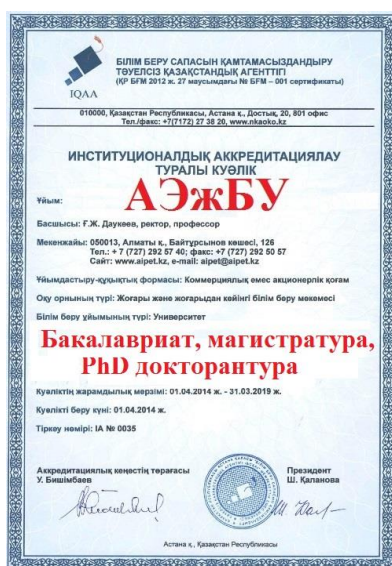 IQAA
БІЛІМ БЕРУ САПАСЫН ҚАМТАМАСЫЗДАНДЫРУ
ТӘУЕЛСІЗ ҚАЗАҚСТАНДЫҚ АГЕНТТІГІ
(ҚР БҒМ 2012 ж. 27 маусымдағы № БҒМ – 001 сертификаты)
010000, Қазақстан Республикасы, Астана қ., Достық, 20, 801 офис
Тел./факс: +7(7172) 27 38 20, www.nkaoko.kz
ИНСТИТУЦИОНАЛДЫҚ АККРЕДИТАЦИЯЛАУ
ТУРАЛЫ КУӘЛІК
Ұйым: АЭжБУ
Басшысы: Ғ.Ж. Даукеев, ректор, профессор
Мекенжайы: 050013, Алматы қ., Байтұрсынов көшесі, 126
Тел.: + 7 (727) 292 57 40; факс: +7 (727) 292 50 57
Сайт: www.aipet.kz, e-mail: aipet@aipet.kz
Ұйымдастыру-құқықтық формасы: Коммерциялық емес акционерлік қоғам
Оқу орнының түрі: Жоғары және жоғарыдан кейінгі білім беру мекемесі
Білім беру ұйымының түрі: Университет
Бакалавриат, магистратура,
PhD докторантура
Куәліктің жарамдылық мерзімі: 01.04.2014 ж. - 31.03.2019 ж.
Куәлікті беру күні: 01.04.2014 ж.
Тіркеу нөмірі: IA № 0035
Аккредитациялық кеңестің төрағасы
У. Бишімбаев
Президент
Ш. Қаланова
Астана қ., Қазақстан Республикасы